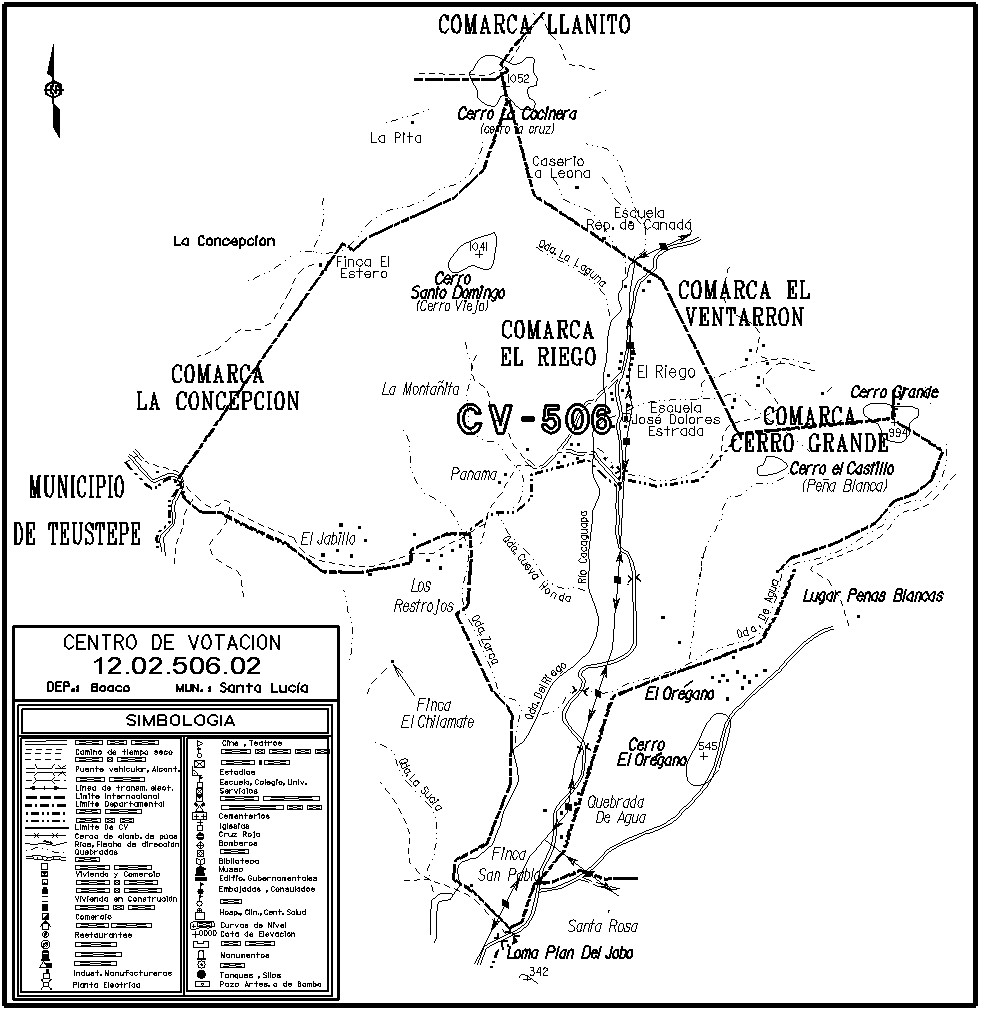 COMARCA LLANITO
1052
Cerro La Cocinera
(cerro la cruz)
La Pita
Caserio
La Leona
Escuela
Rep. de Canadá
La Concepcion
Finca El
Estero
1041
Cerro
Santo Domingo
(Cerro Viejo)
Qda. La Laguna
COMARCA EL
VENTARRON
COMARCA
EL RIEGO
COMARCA
LA CONCEPCION
La Montañita
El Riego
CV-506
Escuela
José Dolores
Estrada
Cerro Grande
COMARCA
CERRO GRANDE
994
Cerro el Castillo
(Peña Blanca)
Panama
MUNICIPIO
DE TEUSTEPE
El Jabillo
Qda. Cueva Honda
Rio Cacaguapa
Los
Restrojos
Qda. Zarca
Qda. De Agua
Lugar Penas Blancas
Qda. Del Riego
El Orégano
Finca
El Chilamate
Cerro
El Orégano
545
Qda. La Sucia
Quebrada
De Agua
Finca
San Pablo
Santa Rosa
Loma Plan Del Jobo
342
CENTRO DE VOTACION
12.02.506.02
DEP.: Boaco MUN.: Santa Lucía
SIMBOLOGIA
Camino de tiempo seco
Puente vehicular, Alcant.
Línea de transm. elect.
Limite Internacional
Limite Departamental
Limite De CV
Cerca de alamb. de púas
Rios, Flecha de dirección
Quebradas
Vivienda y Comercio
Vivienda en Construcción
Comercio
Restaurantes
Indust. Manufactureras
Planta Electrica
Cine, Teatros
Estadios
Escuela, Colegio, Univ.
Servicios
Cementerios
Iglesias
Cruz Roja
Bomberos
Biblioteca
Museo
Edific. Gubernamentales
Embajadas, Consulados
Hosp., Clin., Cent. Salud
Curvas de Nivel
Cota de Elevación
Monumentos
Tanques, Silos
Pozo Artes. o de Bomba